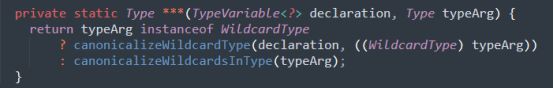 private static Type ***(TypeVariable<?> declaration, Type typeArg) {
return typeArg instanceof WildcardType
? canonicalizeWildcardType(declaration, ((WildcardType) typeArg))
: canonicalizeWildcardsInType(typeArg);
}